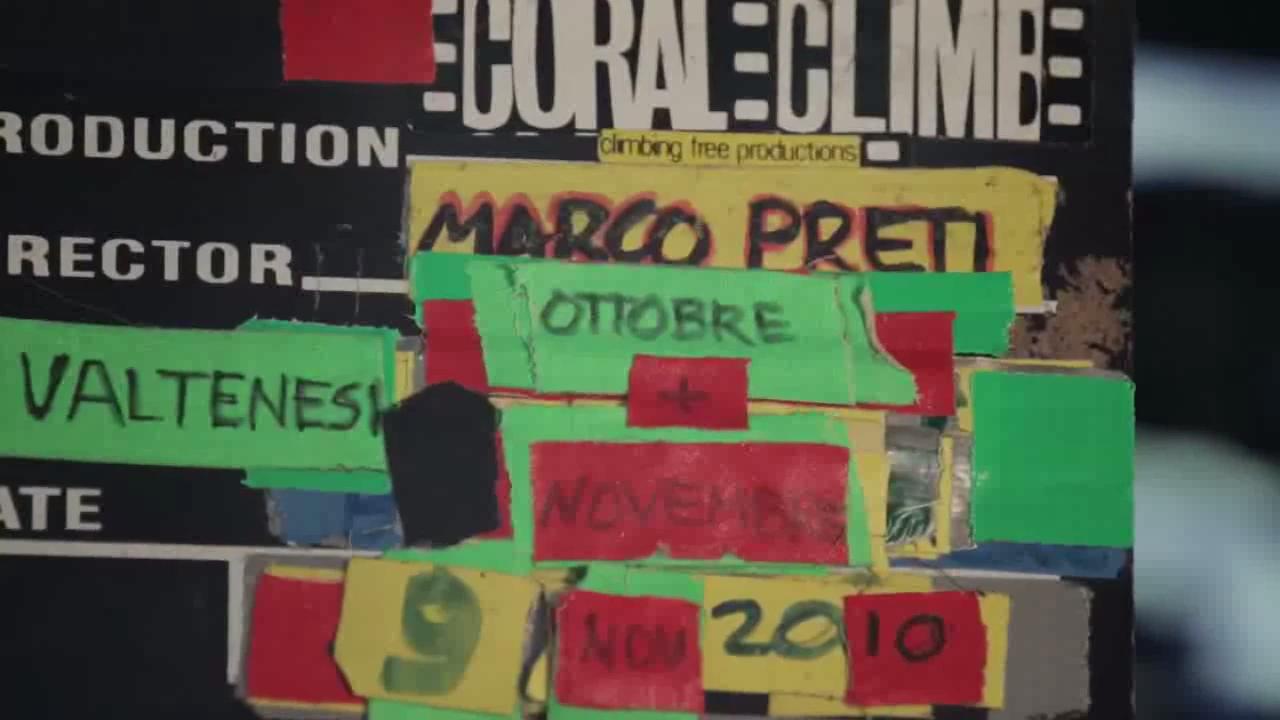 CORAL CLIMB
RODUCTION
climbing free productions
MARCO PRETI
RECTOR
OTTOBRE
VALTENESI
+
NOVEMBRE
ATE
9 NOV 2010